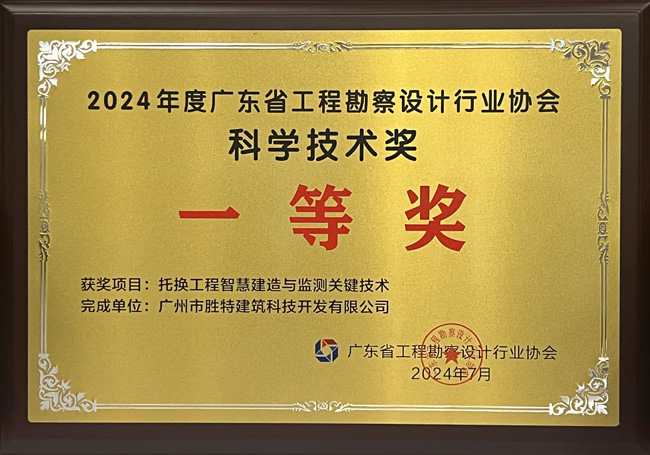 2024年度广东省工程勘察设计行业协会
科学技术奖
一等奖
获奖项目：托换工程智慧建造与监测关键技术
完成单位：广州市胜特建筑科技开发有限公司
广东省工程勘察设计行业协会
2024年7月